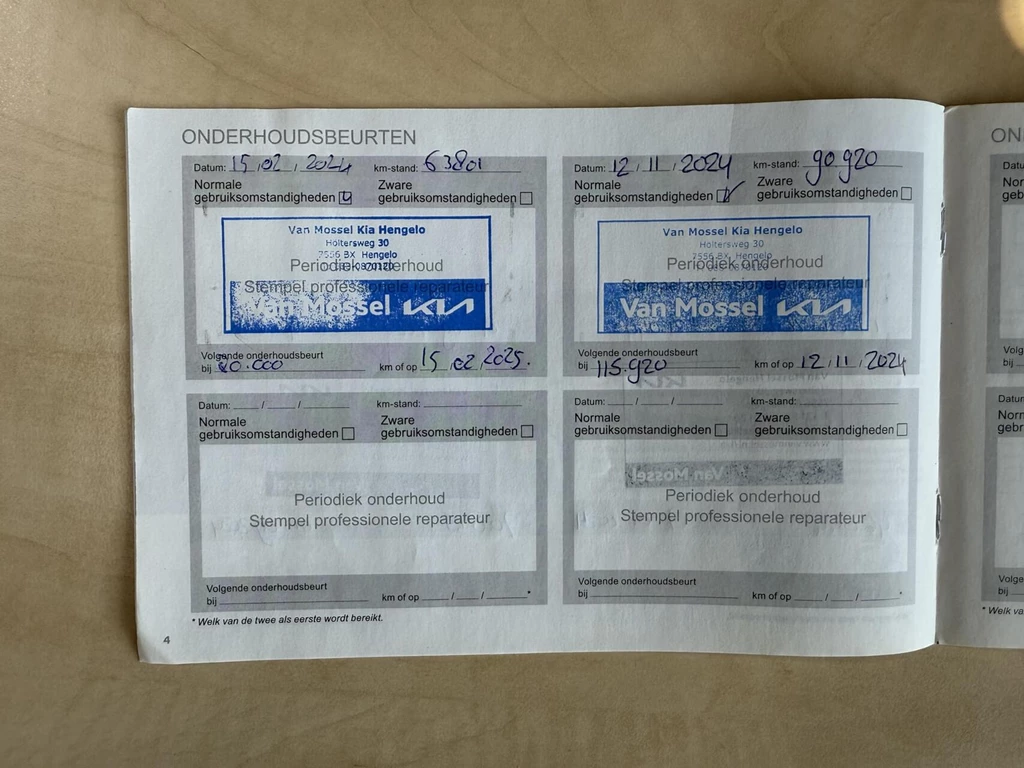 ONDERHOUDSBEURTEN
Datum: 15 / 02 / 2024 km-stand: 63801
Normale Zware
gebruiksomstandigheden gebruiksomstandigheden
Van Mossel Kia Hengelo
Holtersweg 30
7556 BX Hengelo
Periodiek onderhoud
Stempel professionele reparateur
Van Mossel KIA
Volgende onderhoudsbeurt
bij km of op 15 / 02 / 2025.
Datum: 12 / 11 / 2024 km-stand: 90920
Normale Zware
gebruiksomstandigheden gebruiksomstandigheden
Van Mossel Kia Hengelo
Holtersweg 30
7556 BX Hengelo
Periodiek onderhoud
Stempel professionele reparateur
Van Mossel KIA
Volgende onderhoudsbeurt
bij 115.920 km of op 12 / 11 / 2024
Datum: / / km-stand:
Normale Zware
gebruiksomstandigheden gebruiksomstandigheden
Periodiek onderhoud
Stempel professionele reparateur
Volgende onderhoudsbeurt
bij km of op / / *
Datum: / / km-stand:
Normale Zware
gebruiksomstandigheden gebruiksomstandigheden
Van Mossel
Periodiek onderhoud
Stempel professionele reparateur
Volgende onderhoudsbeurt
bij km of op / / *
* Welk van de twee als eerste wordt bereikt.
4